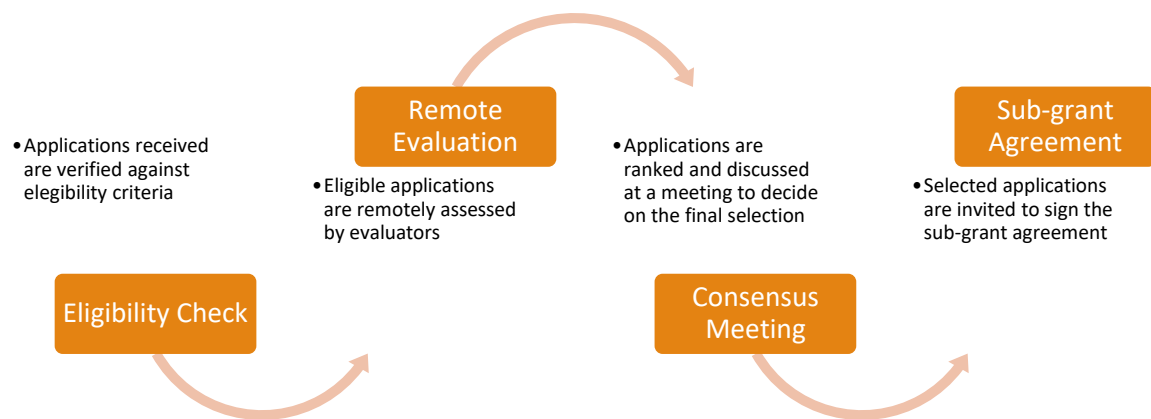 •Applications received
are verified against
elegibility criteria
Eligibility Check
Remote
Evaluation
•Eligible applications
are remotely assessed
by evaluators
•Applications are
ranked and discussed
at a meeting to decide
on the final selection
Consensus
Meeting
Sub-grant
Agreement
•Selected applications
are invited to sign the
sub-grant agreement